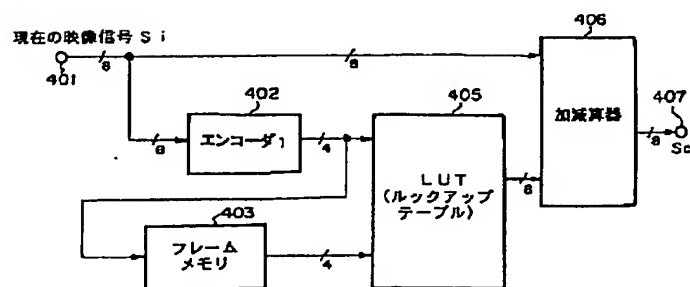 現在の映像信号 Si
401
8
8
402
エンコーダ1
8
4
403
フレーム
メモリ
4
405
LUT
(ルックアップ
テーブル)
8
406
加減算器
8
407